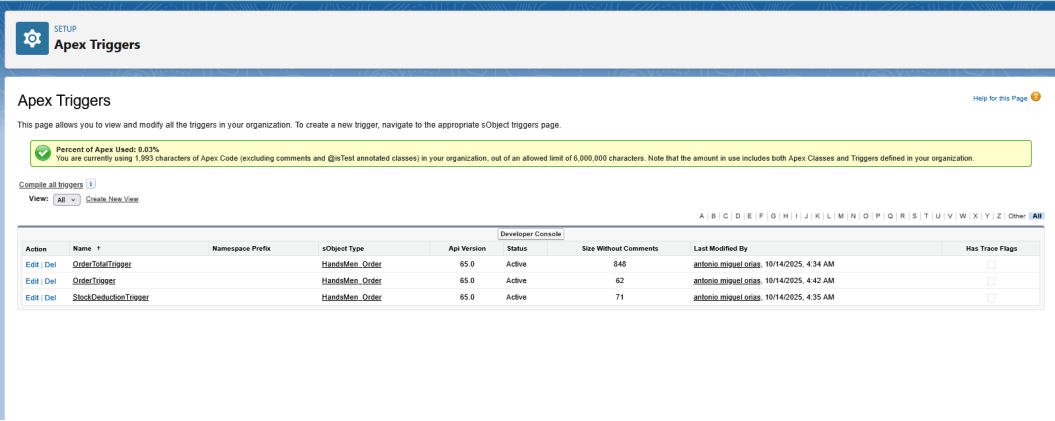 SETUP
Apex Triggers
Apex Triggers
Help for this Page
This page allows you to view and modify all the triggers in your organization. To create a new trigger, navigate to the appropriate sObject triggers page.
Percent of Apex Used: 0.03%
You are currently using 1,993 characters of Apex Code (excluding comments and @isTest annotated classes) in your organization, out of an allowed limit of 6,000,000 characters. Note that the amount in use includes both Apex Classes and Triggers defined in your organization.
Compile all triggers i
View: All Create New View
A | B | C | D | E | F | G | H | I | J | K | L | M | N | O | P | Q | R | S | T | U | V | W | X | Y | Z | Other All
Developer Console
Action Name ↑ Namespace Prefix sObject Type Api Version Status Size Without Comments Last Modified By Has Trace Flags
Edit | Del OrderTotalTrigger HandsMen_Order 65.0 Active 848 antonio miguel orias, 10/14/2025, 4:34 AM
Edit | Del OrderTrigger HandsMen_Order 65.0 Active 62 antonio miguel orias, 10/14/2025, 4:42 AM
Edit | Del StockDeductionTrigger HandsMen_Order 65.0 Active 71 antonio miguel orias, 10/14/2025, 4:35 AM